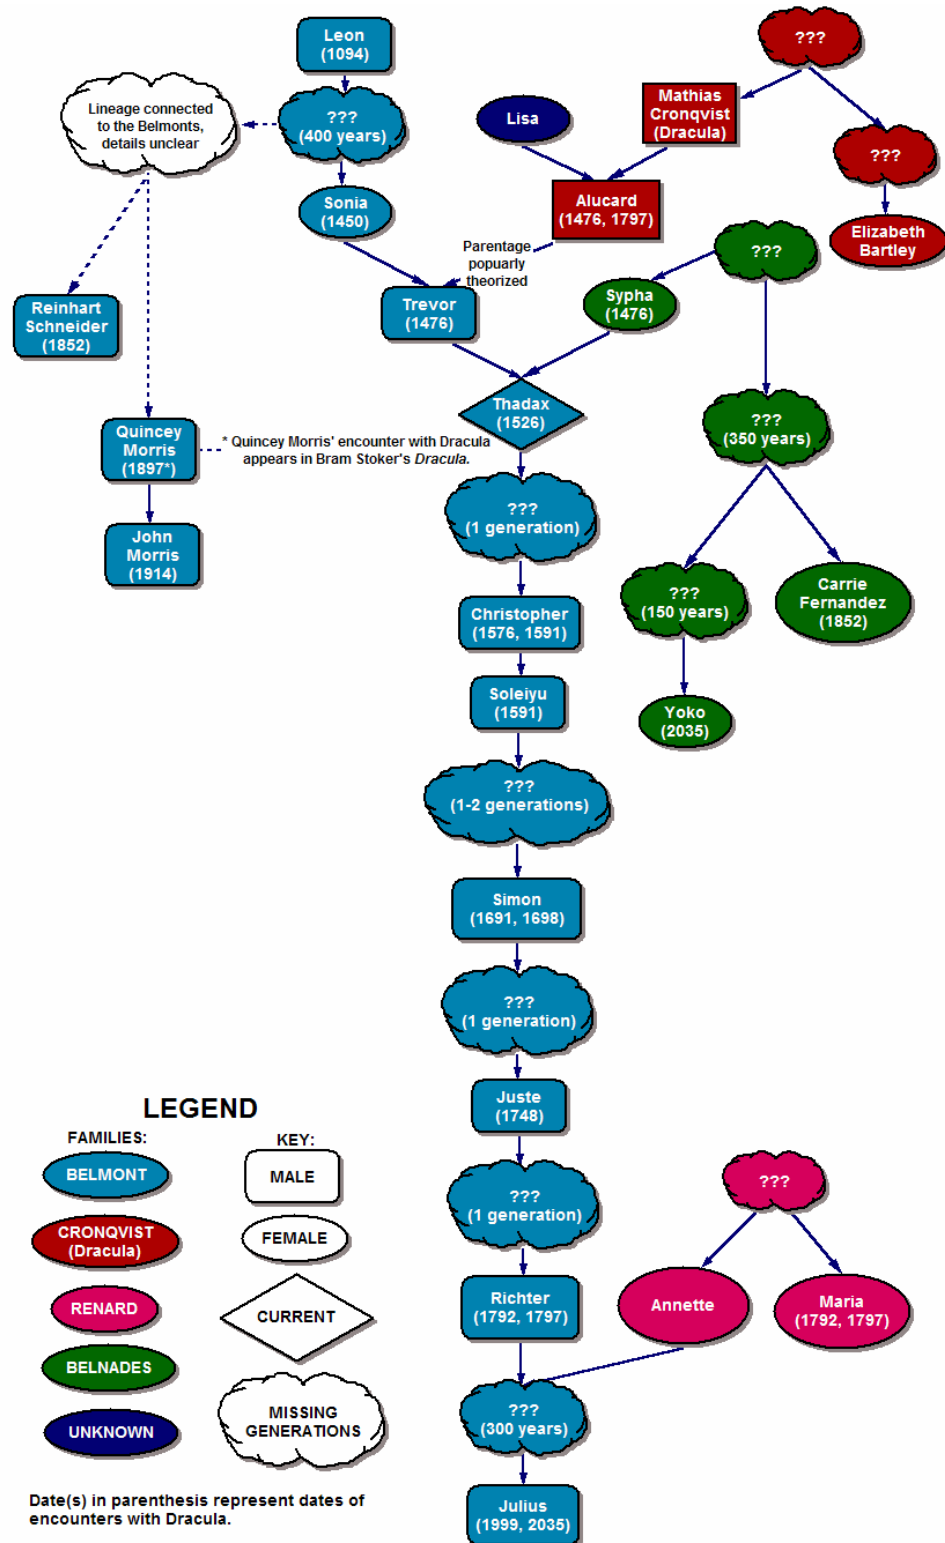 Leon
(1094)
???
Mathias
Cronqvist
(Dracula)
Lineage connected
to the Belmonts,
details unclear
???
(400 years)
Lisa
???
Sonia
(1450)
Alucard
(1476, 1797)
Elizabeth
Bartley
Parentage
popuarly
theorized
???
Reinhart
Schneider
(1852)
Trevor
(1476)
Sypha
(1476)
Thadax
(1526)
Quincey
Morris
(1897*)
* Quincey Morris' encounter with Dracula
appears in Bram Stoker's Dracula.
???
(350 years)
???
(1 generation)
John
Morris
(1914)
Christopher
(1576, 1591)
???
(150 years)
Carrie
Fernandez
(1852)
Soleiyu
(1591)
Yoko
(2035)
???
(1-2 generations)
Simon
(1691, 1698)
???
(1 generation)
Juste
(1748)
???
(1 generation)
???
Richter
(1792, 1797)
Annette
Maria
(1792, 1797)
???
(300 years)
Julius
(1999, 2035)
LEGEND
FAMILIES:
BELMONT
CRONQVIST
(Dracula)
RENARD
BELNADES
UNKNOWN
KEY:
MALE
FEMALE
CURRENT
MISSING
GENERATIONS
Date(s) in parenthesis represent dates of
encounters with Dracula.